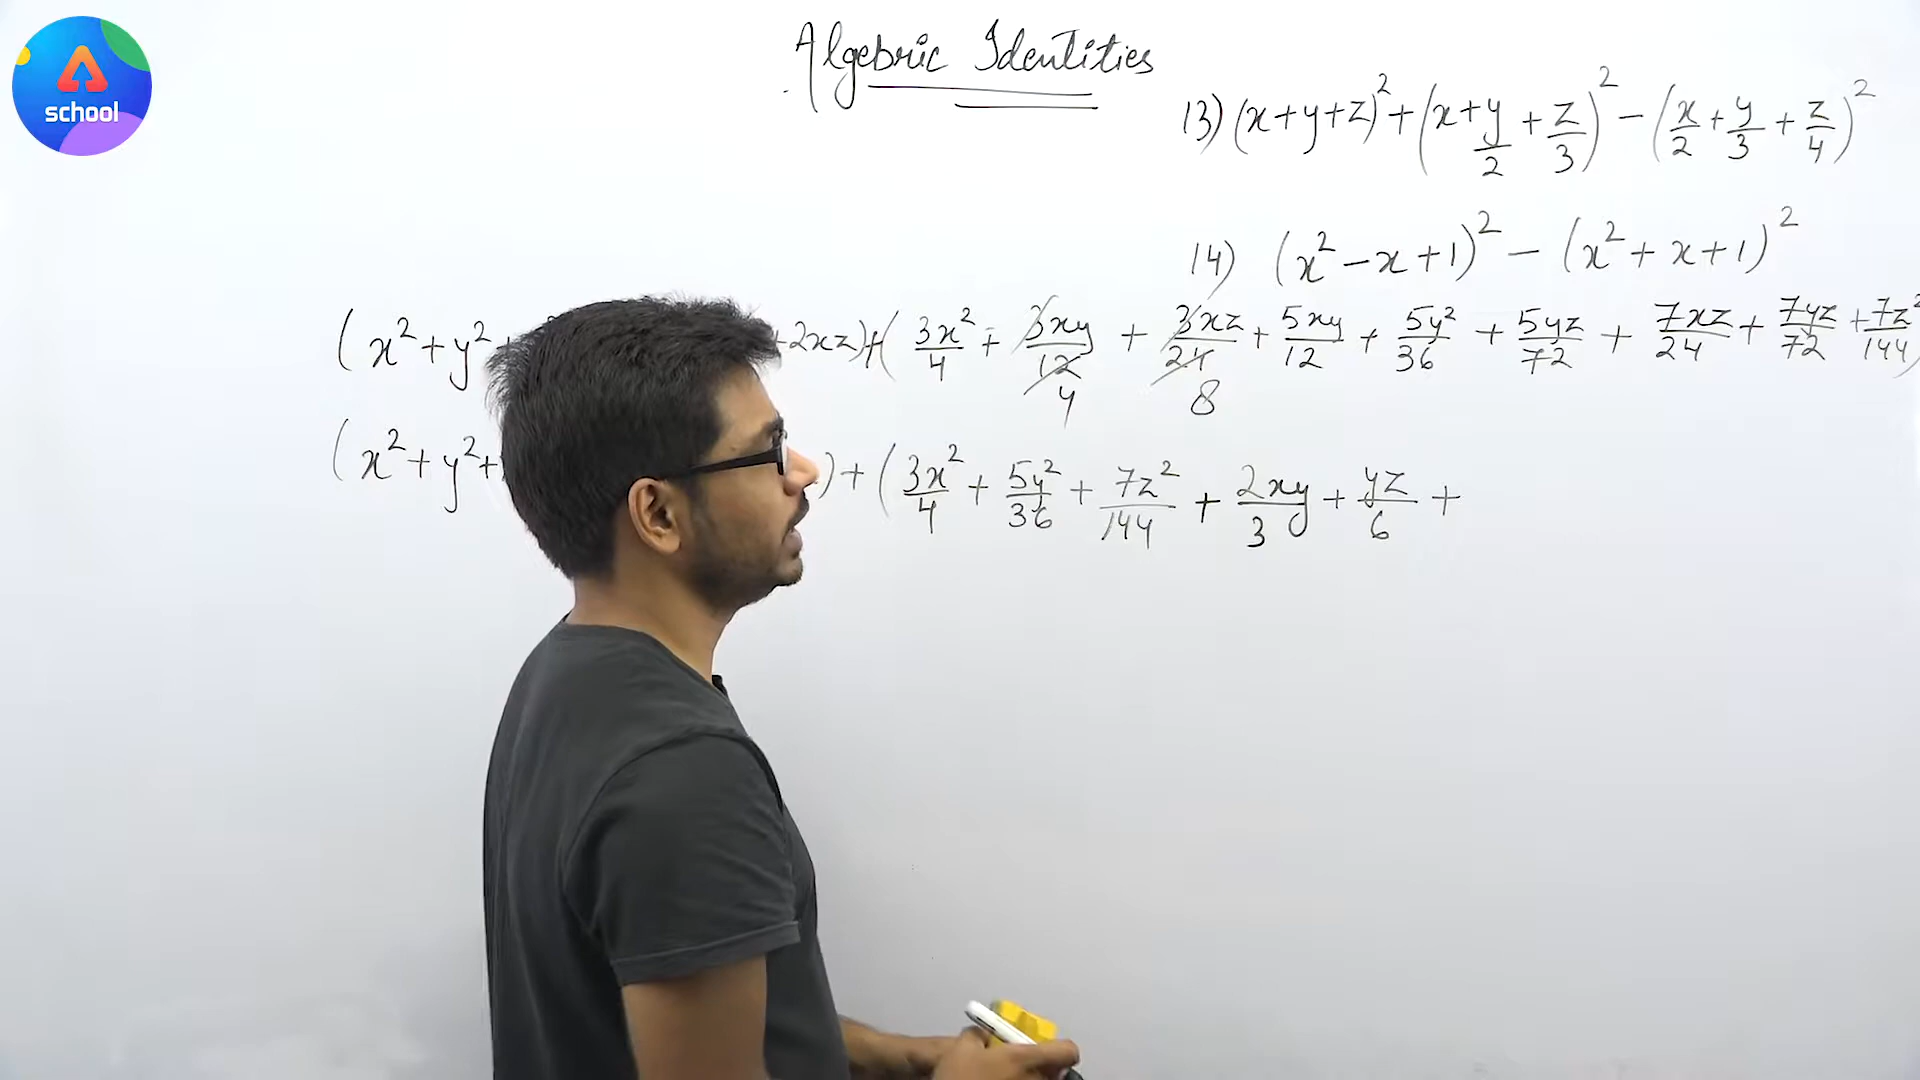 school
Algebric Identities
13) (x+y+z)² + (x+y/2+z/3)² − (x/2+y/3+z/4)²
14) (x²−x+1)² − (x²+x+1)²
(x²+y²+ +2xz)+(3x²/4 + 3xy/12 4 + 3xz/24 8 + 5xy/12 + 5y²/36 + 5yz/72 + 7xz/24 + 7yz/72 + 7z²/144)
(x²+y²+ )+(3x²/4 + 5y²/36 + 7z²/144 + 2xy/3 + yz/6 +